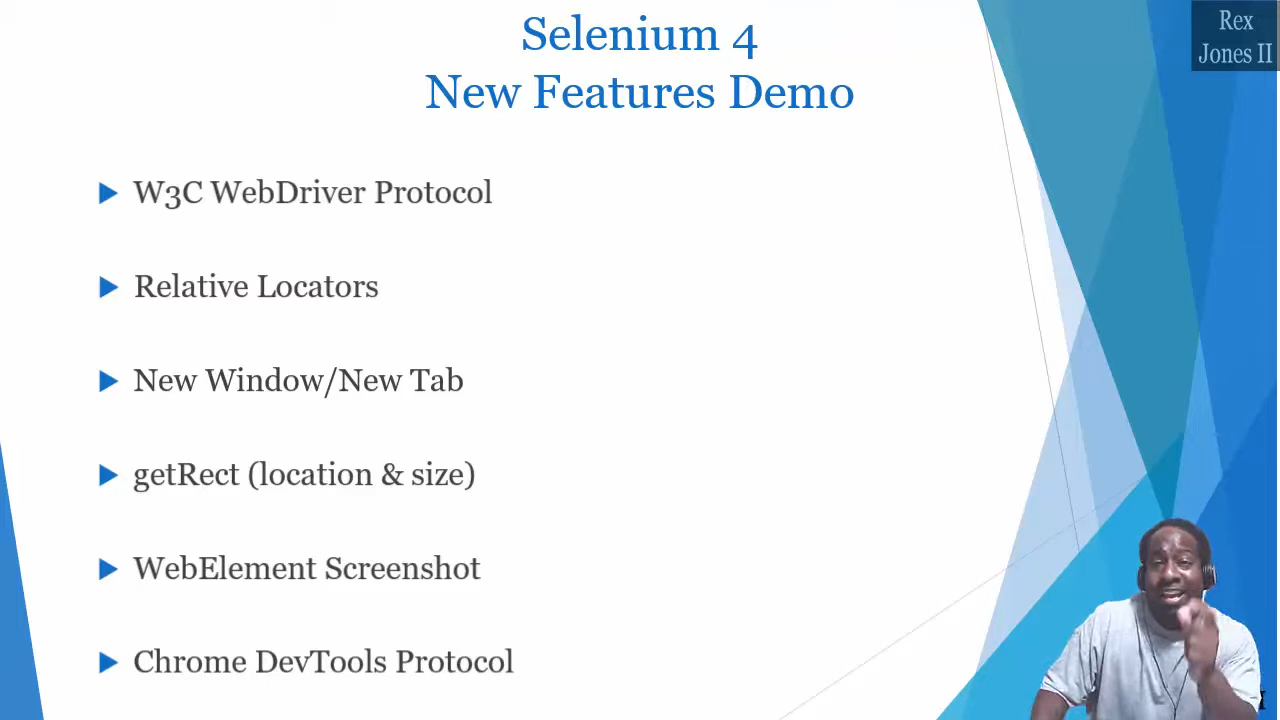 Selenium 4
New Features Demo
Rex
Jones II
W3C WebDriver Protocol
Relative Locators
New Window/New Tab
getRect (location & size)
WebElement Screenshot
Chrome DevTools Protocol